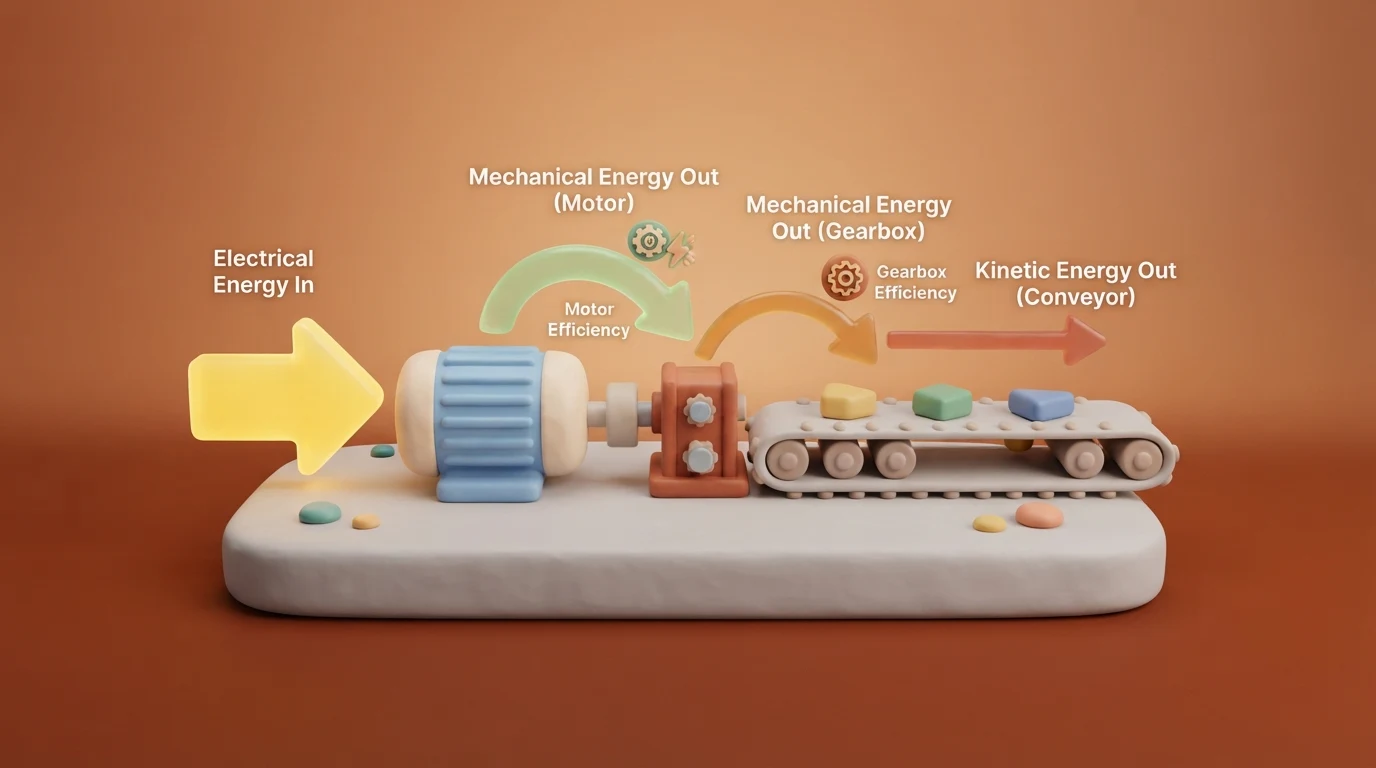 Electrical
Energy In
Mechanical Energy Out
(Motor)
Motor
Efficiency
Mechanical Energy
Out (Gearbox)
Gearbox
Efficiency
Kinetic Energy Out
(Conveyor)